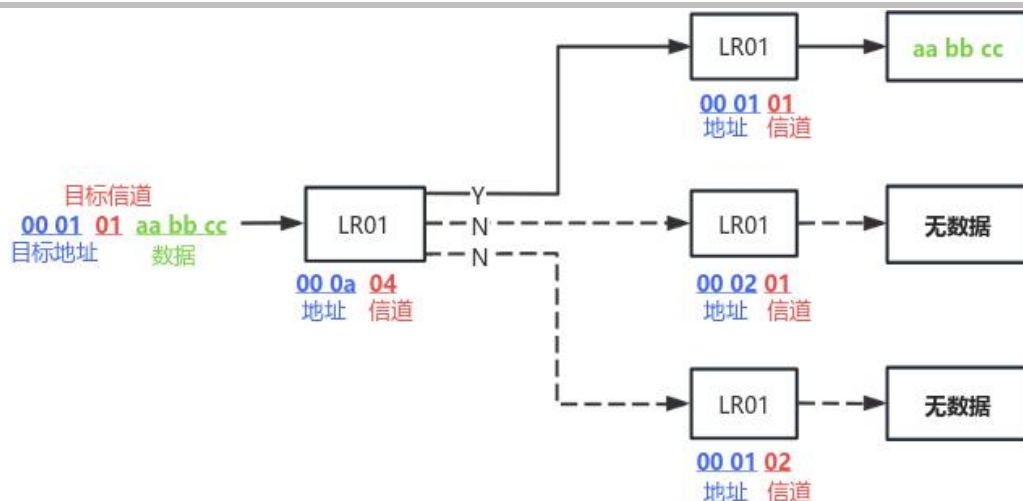 LR01
aa bb cc
00 01 01
地址 信道
目标信道
00 01 01 aa bb cc
目标地址 数据
LR01
00 0a 04
地址 信道
Y
N
N
LR01
无数据
00 02 01
地址 信道
LR01
无数据
00 01 02
地址 信道